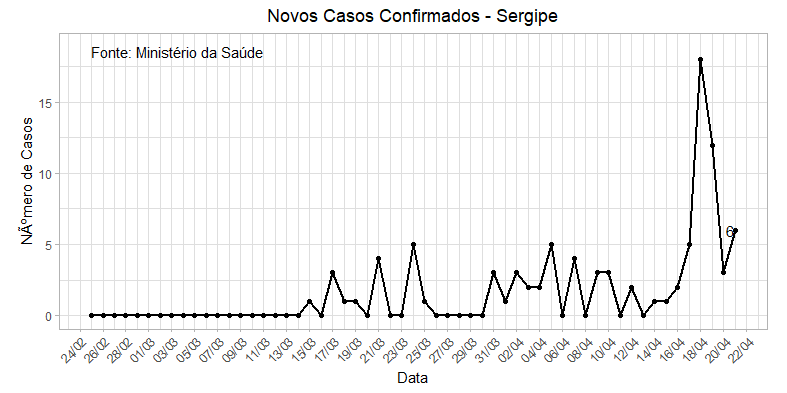 Novos Casos Confirmados - Sergipe
Fonte: Ministério da Saúde
NÃºmero de Casos
15
10
5
0
6
24/02 26/02 28/02 01/03 03/03 05/03 07/03 09/03 11/03 13/03 15/03 17/03 19/03 21/03 23/03 25/03 27/03 29/03 31/03 02/04 04/04 06/04 08/04 10/04 12/04 14/04 16/04 18/04 20/04 22/04
Data